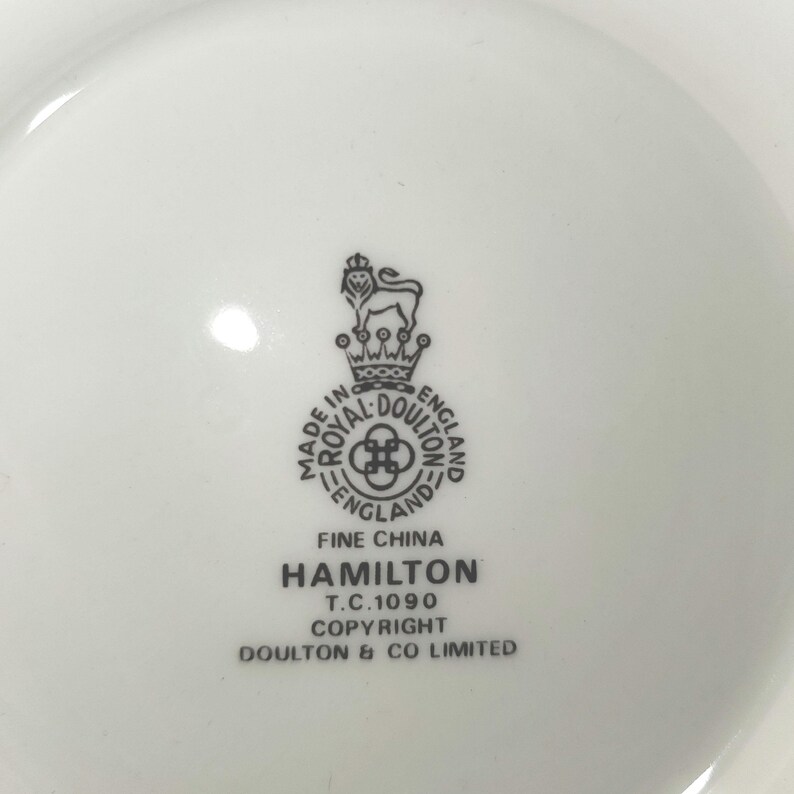 MADE IN ENGLAND
ROYAL·DOULTON
ENGLAND
FINE CHINA
HAMILTON
T.C.1090
COPYRIGHT
DOULTON & CO LIMITED